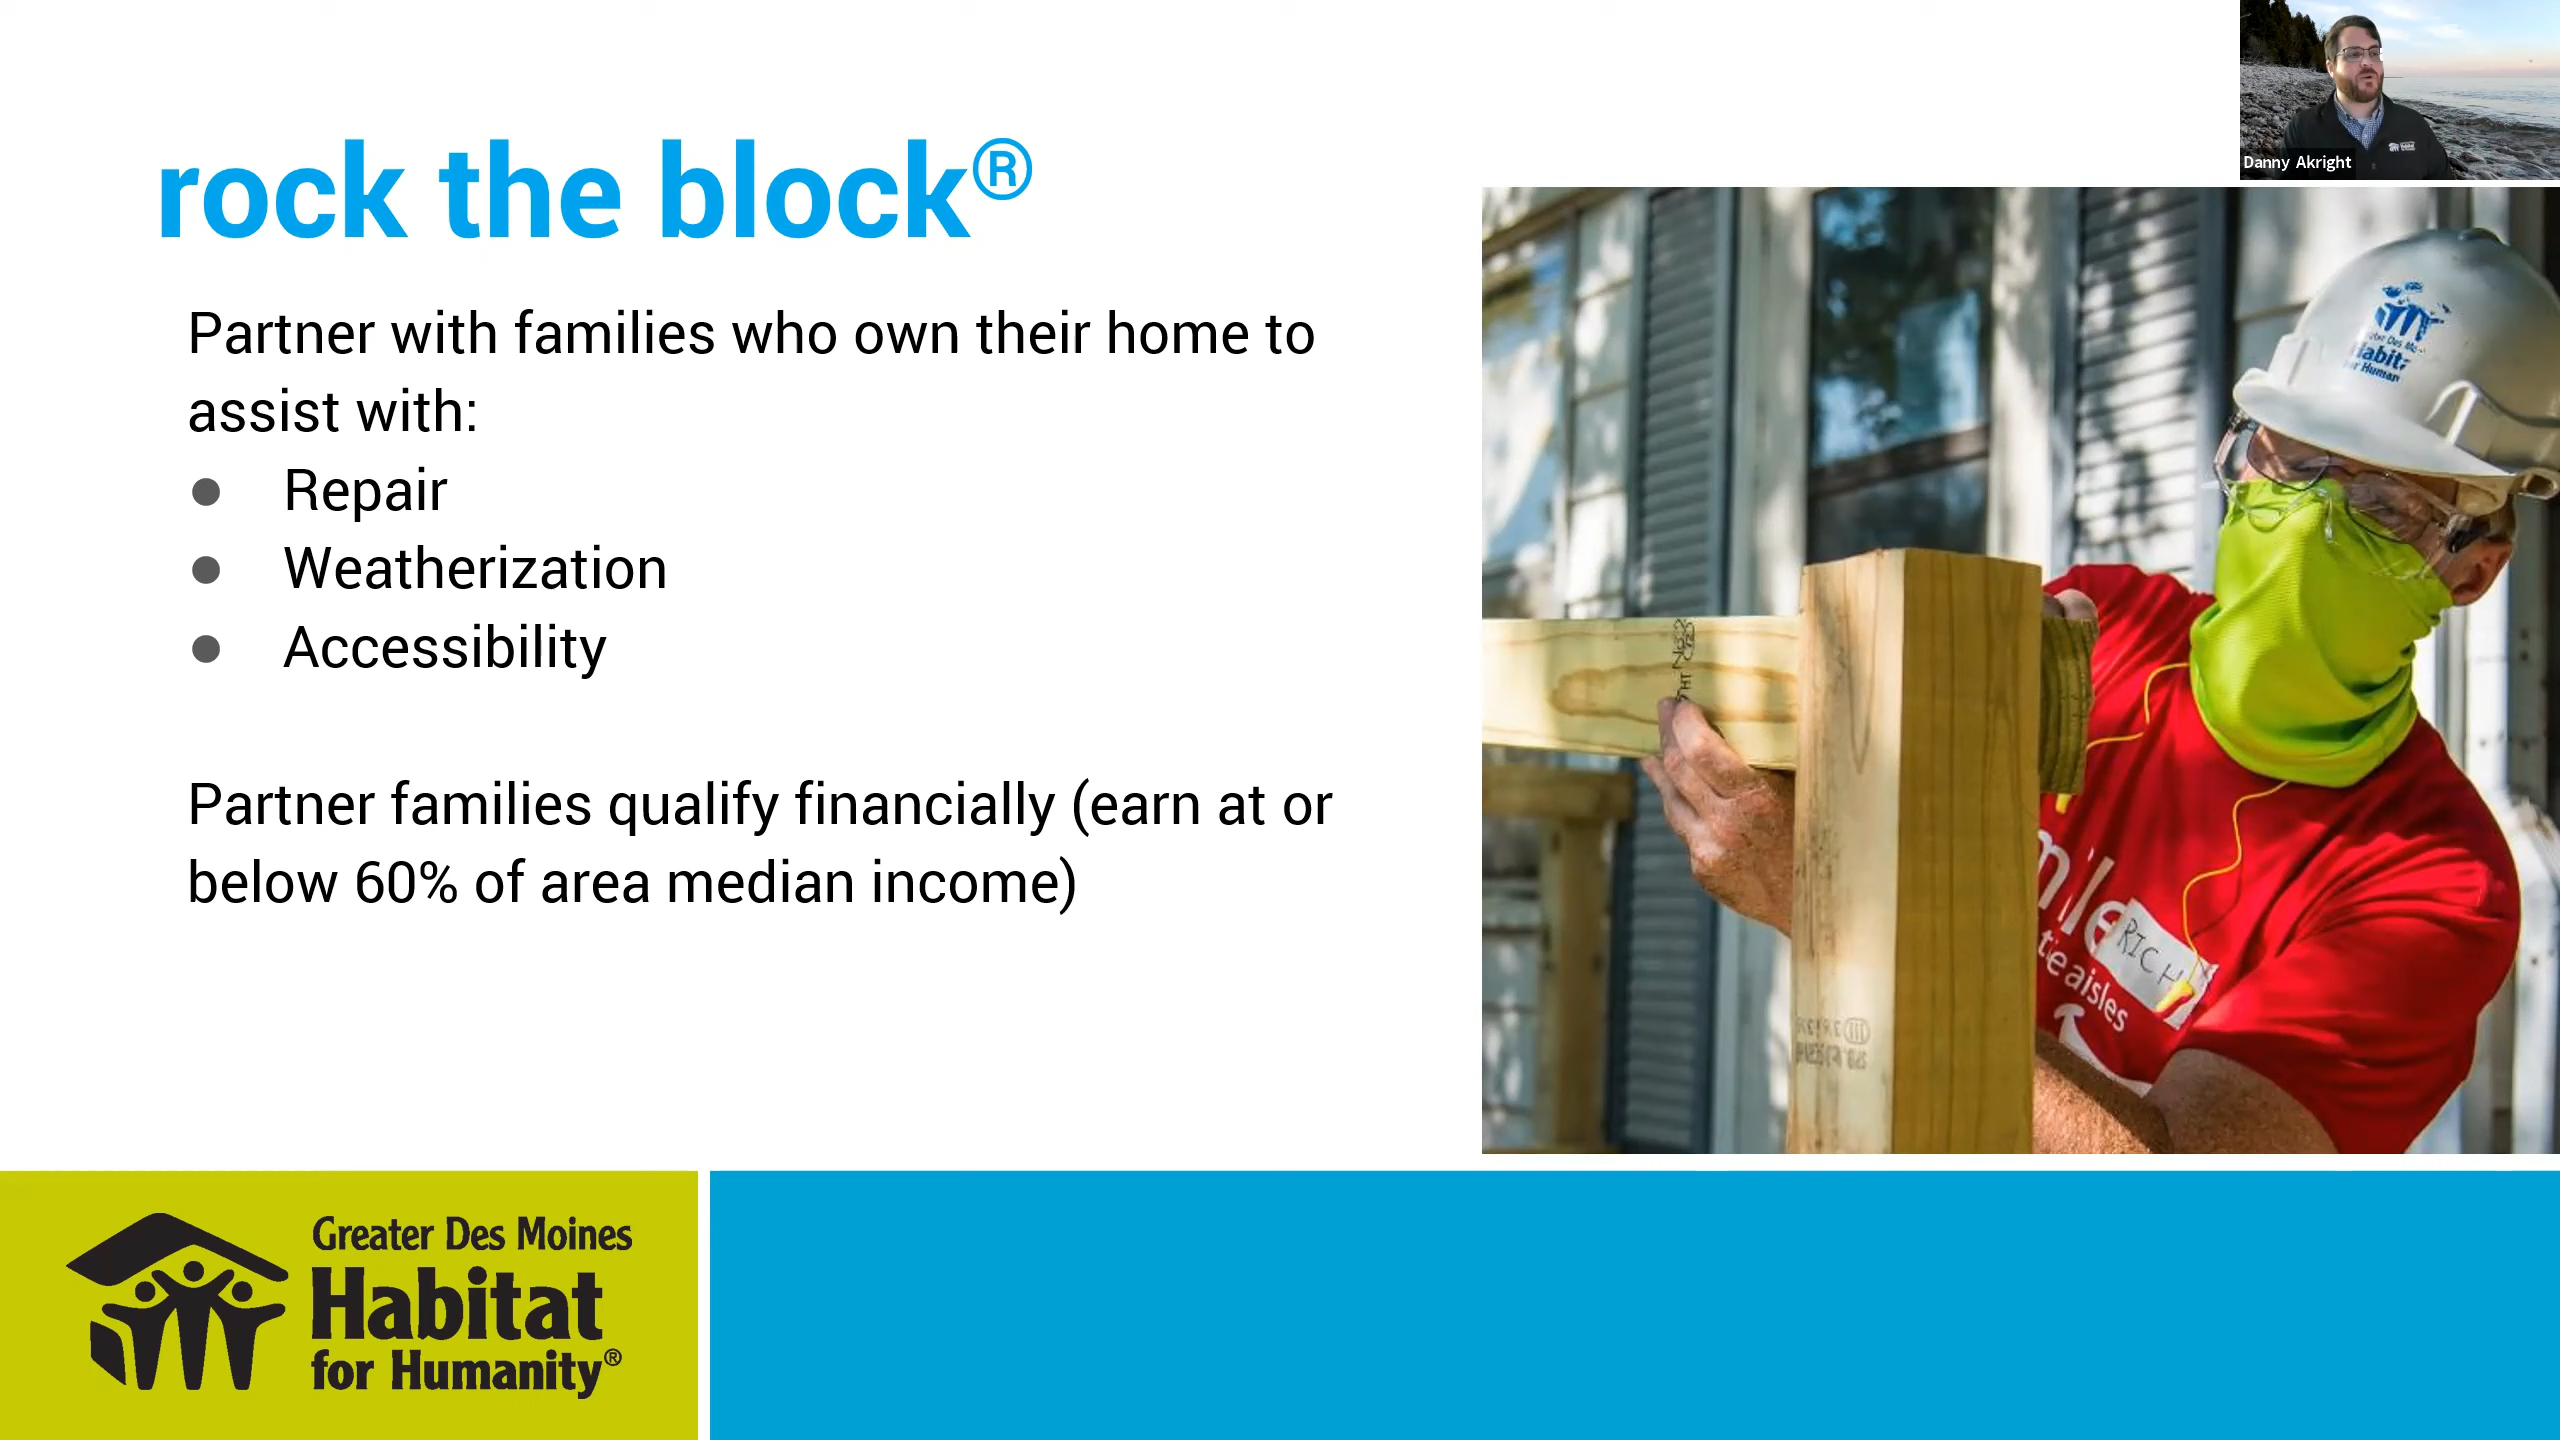 rock the block®
Danny Akright
Partner with families who own their home to
assist with:
● Repair
● Weatherization
● Accessibility
Partner families qualify financially (earn at or
below 60% of area median income)
RICH
aisles
Greater Des Moines
Habitat
for Humanity®